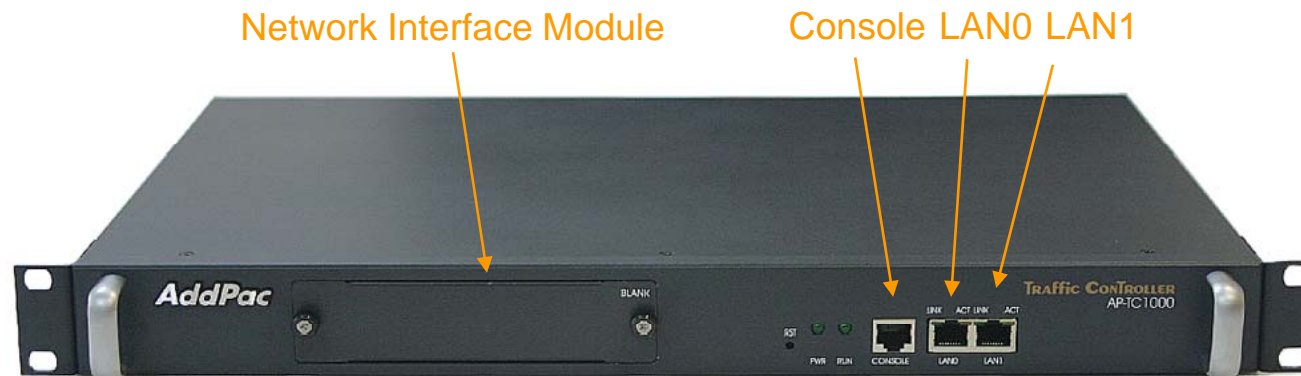 Network Interface Module
Console LAN0 LAN1
AddPac
BLANK
TRAffic ConTRollER
AP-TC1000
LINK ACT LINK ACT
RST
PWR RUN CONSOLE LAN0 LAN1